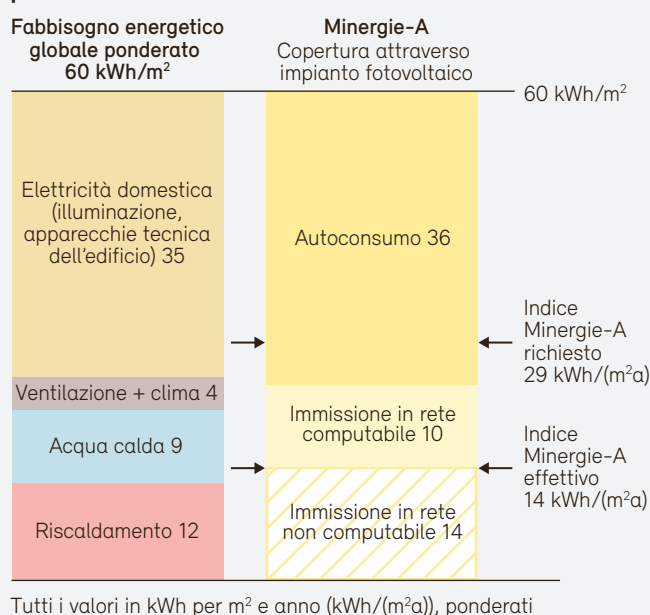 Fabbisogno energetico
globale ponderato
60 kWh/m²
Minergie-A
Copertura attraverso
impianto fotovoltaico
60 kWh/m²
Elettricità domestica
(illuminazione,
apparecchie tecnica
dell'edificio) 35
Autoconsumo 36
Indice
Minergie-A
richiesto
29 kWh/(m²a)
Ventilazione + clima 4
Immissione in rete
computabile 10
Acqua calda 9
Indice
Minergie-A
effettivo
14 kWh/(m²a)
Riscaldamento 12
Immissione in rete
non computabile 14
Tutti i valori in kWh per m² e anno (kWh/(m²a)), ponderati